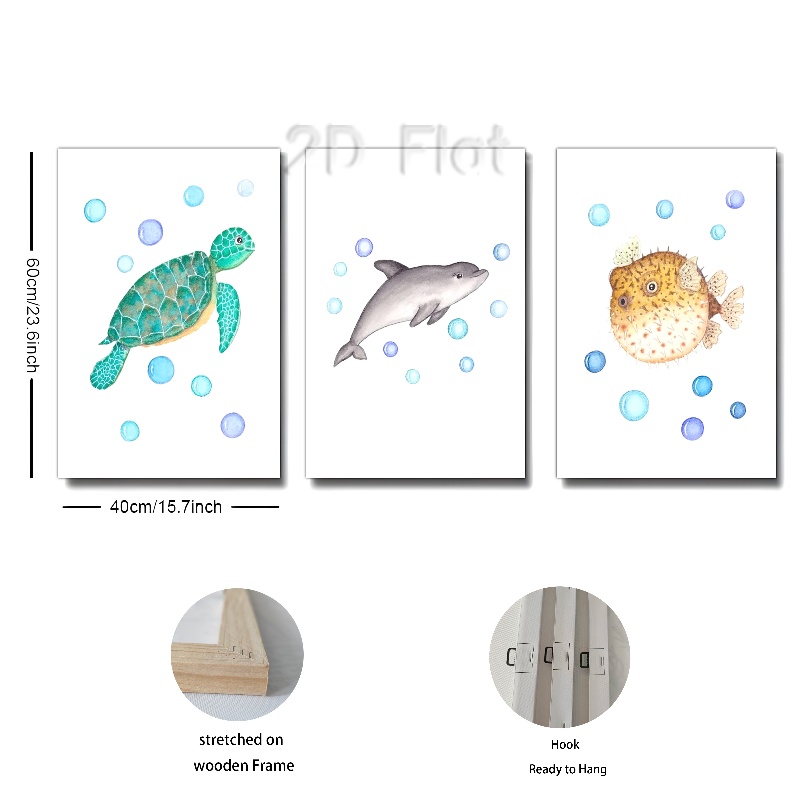 2D Flat
60cm/23.6inch
40cm/15.7inch
stretched on
wooden Frame
Hook
Ready to Hang